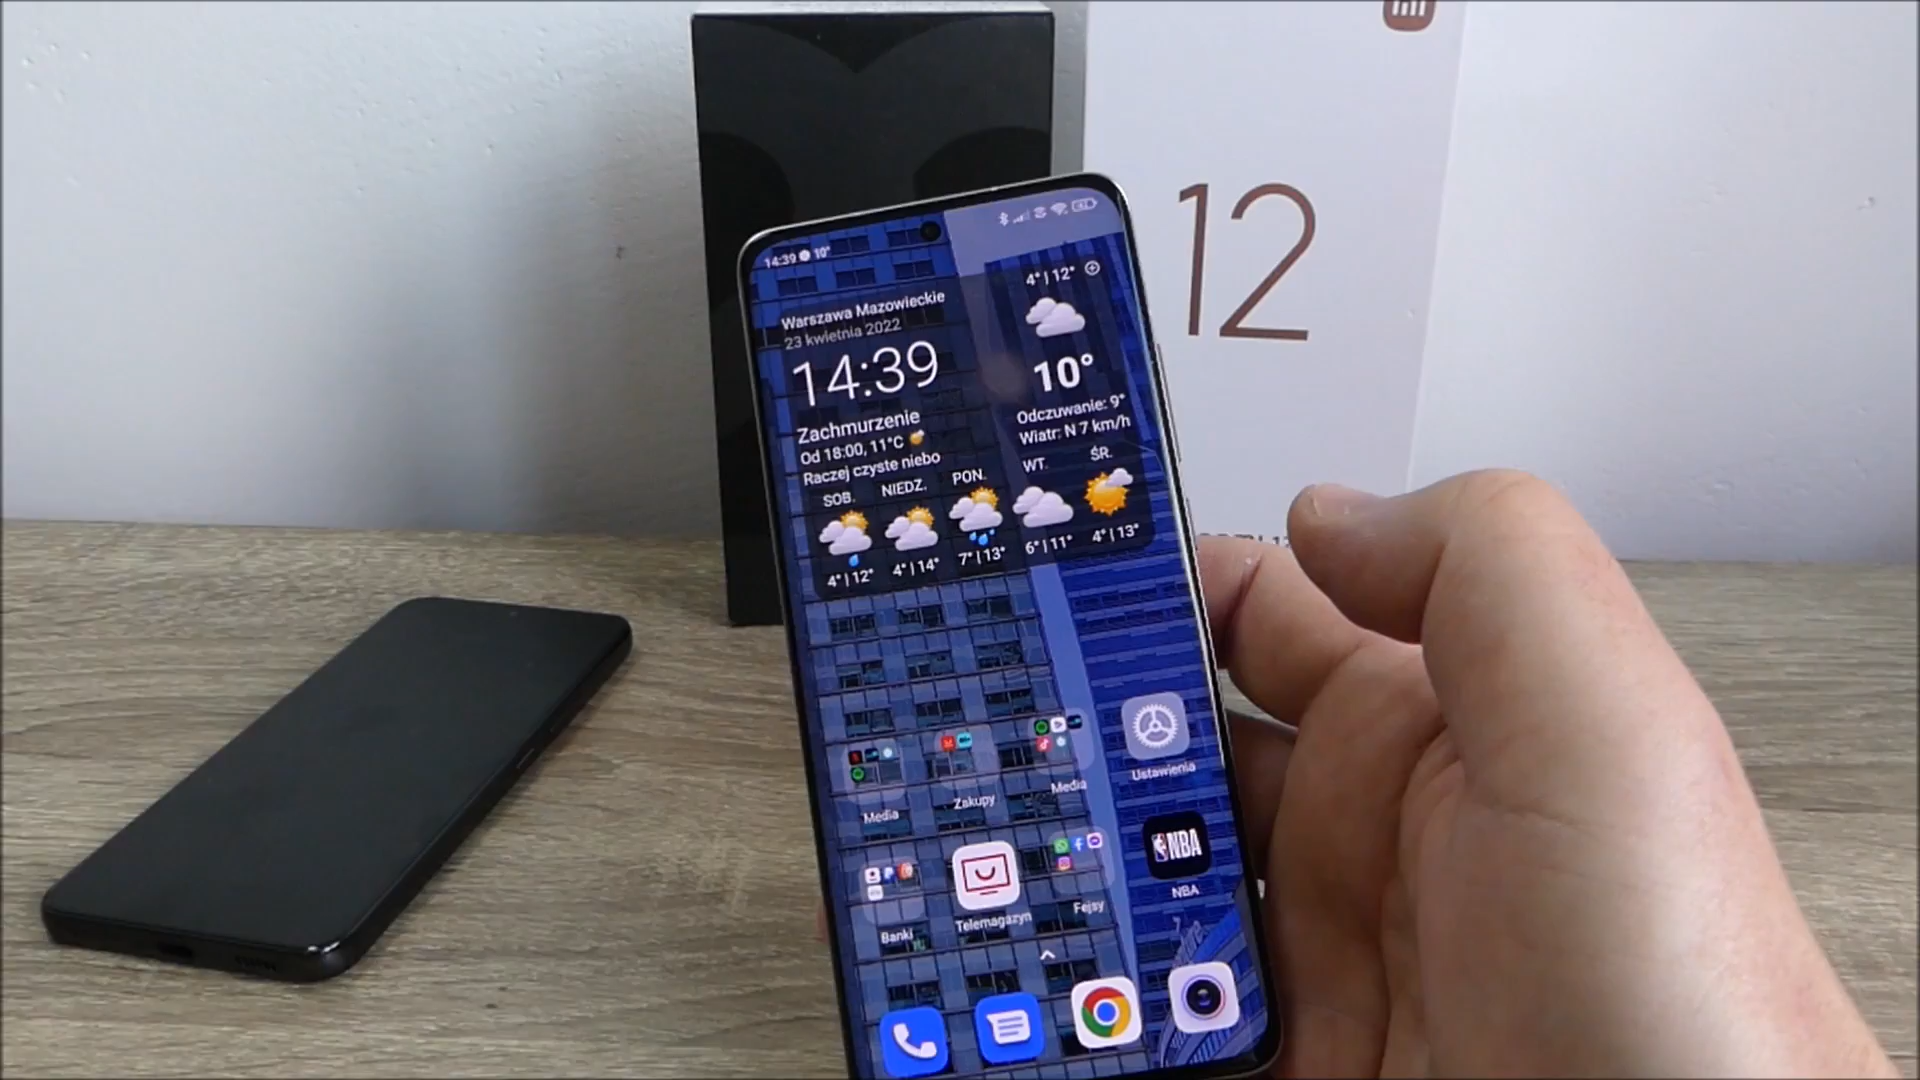 12
14:39 10°
4° | 12°
Warszawa Mazowieckie
23 kwietnia 2022
14:39
10°
Zachmurzenie
Od 18:00, 11°C
Raczej czyste niebo
Odczuwanie: 9°
Wiatr: N 7 km/h
SOB. NIEDZ. PON. WT. ŚR.
4° | 12° 4° | 14° 7° | 13° 6° | 11° 4° | 13°
Media Zakupy Media Ustawienia
NBA
Banki Telemagazyn Fejsy NBA